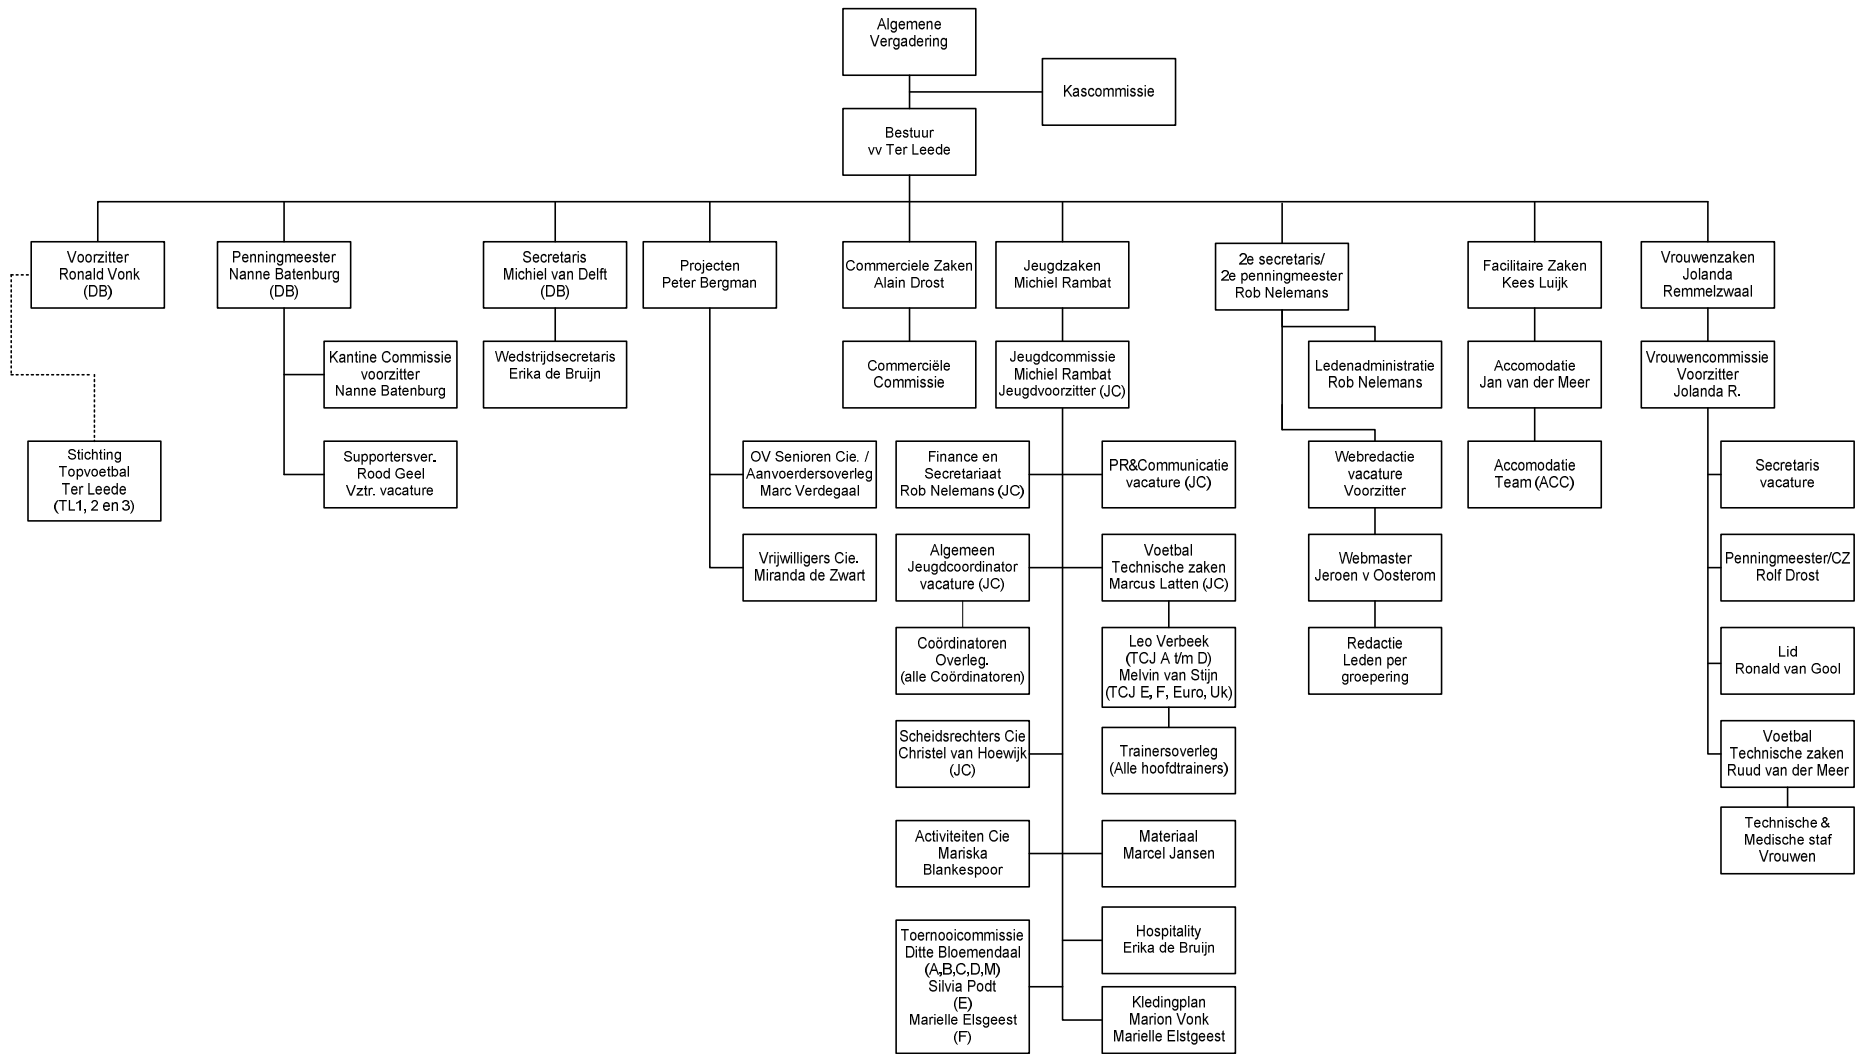 Algemene
Vergadering
Kascommissie
Bestuur
vv Ter Leede
Voorzitter
Ronald Vonk
(DB)
Penningmeester
Nanne Batenburg
(DB)
Secretaris
Michiel van Delft
(DB)
Projecten
Peter Bergman
Commerciele Zaken
Alain Drost
Jeugdzaken
Michiel Rambat
2e secretaris/
2e penningmeester
Rob Nelemans
Facilitaire Zaken
Kees Luijk
Vrouwenzaken
Jolanda
Remmelzwaal
Kantine Commissie
voorzitter
Nanne Batenburg
Wedstrijdsecretaris
Erika de Bruijn
Commerciële
Commissie
Jeugdcommissie
Michiel Rambat
Jeugdvoorzitter (JC)
Ledenadministratie
Rob Nelemans
Accomodatie
Jan van der Meer
Vrouwencommissie
Voorzitter
Jolanda R.
Stichting
Topvoetbal
Ter Leede
(TL1, 2 en 3)
Supportersver.
Rood Geel
Vztr. vacature
OV Senioren Cie. /
Aanvoerdersoverleg
Marc Verdegaal
Finance en
Secretariaat
Rob Nelemans (JC)
PR&Communicatie
vacature (JC)
Webredactie
vacature
Voorzitter
Accomodatie
Team (ACC)
Secretaris
vacature
Vrijwilligers Cie.
Miranda de Zwart
Algemeen
Jeugdcoordinator
vacature (JC)
Voetbal
Technische zaken
Marcus Latten (JC)
Webmaster
Jeroen v Oosterom
Penningmeester/CZ
Rolf Drost
Coördinatoren
Overleg.
(alle Coördinatoren)
Leo Verbeek
(TCJ A t/m D)
Melvin van Stijn
(TCJ E, F, Euro, Uk)
Redactie
Leden per
groepering
Lid
Ronald van Gool
Scheidsrechters Cie
Christel van Hoewijk
(JC)
Trainersoverleg
(Alle hoofdtrainers)
Voetbal
Technische zaken
Ruud van der Meer
Activiteiten Cie
Mariska
Blankespoor
Materiaal
Marcel Jansen
Technische &
Medische staf
Vrouwen
Toernooicommissie
Ditte Bloemendaal
(A,B,C,D,M)
Silvia Podt
(E)
Marielle Elsgeest
(F)
Hospitality
Erika de Bruijn
Kledingplan
Marion Vonk
Marielle Elstgeest